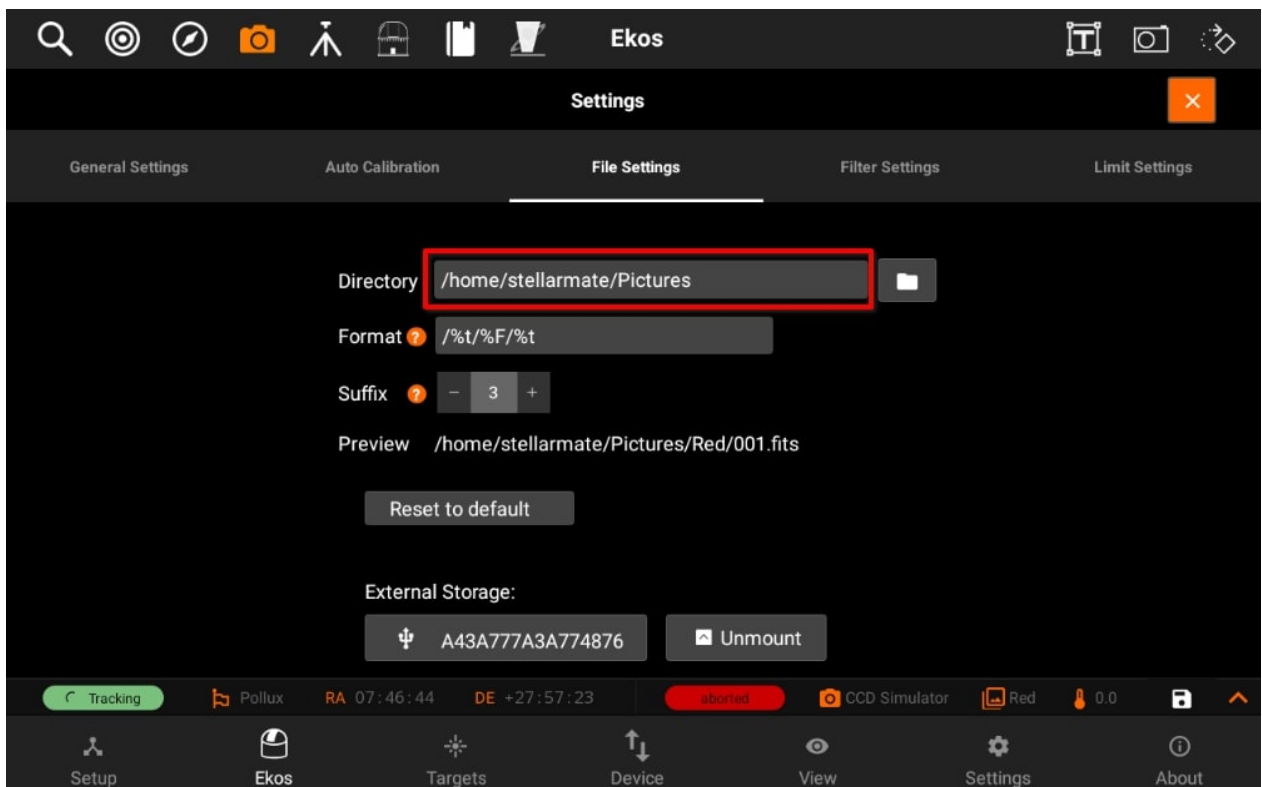 Ekos
Settings
General Settings Auto Calibration File Settings Filter Settings Limit Settings
Directory /home/stellarmate/Pictures
Format ? /%t/%F/%t
Suffix ? - 3 +
Preview /home/stellarmate/Pictures/Red/001.fits
Reset to default
External Storage:
A43A777A3A774876 Unmount
Tracking Pollux RA 07:46:44 DE +27:57:23 aborted CCD Simulator Red 0.0
Setup Ekos Targets Device View Settings About